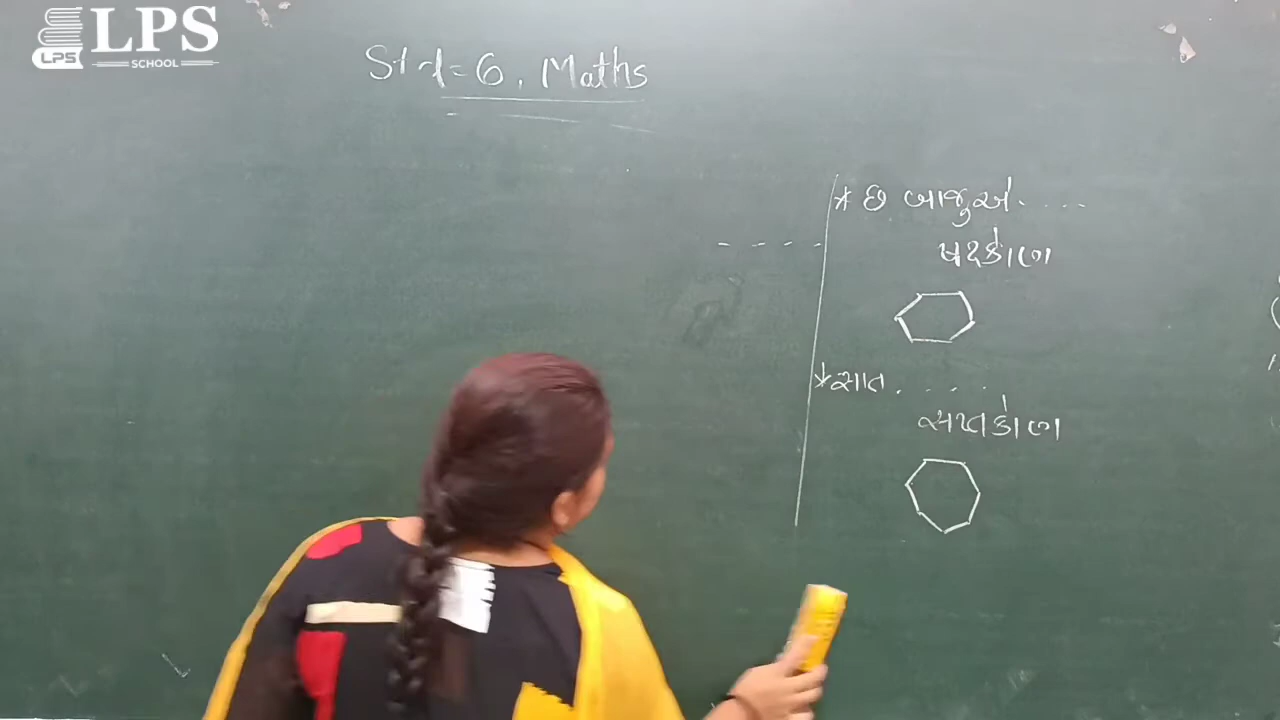 LPS
LPS
SCHOOL
Std = 6, Maths
* છ બાજુએ.....
ષટ્કોણ
* સાત.....
સપ્તકોણ